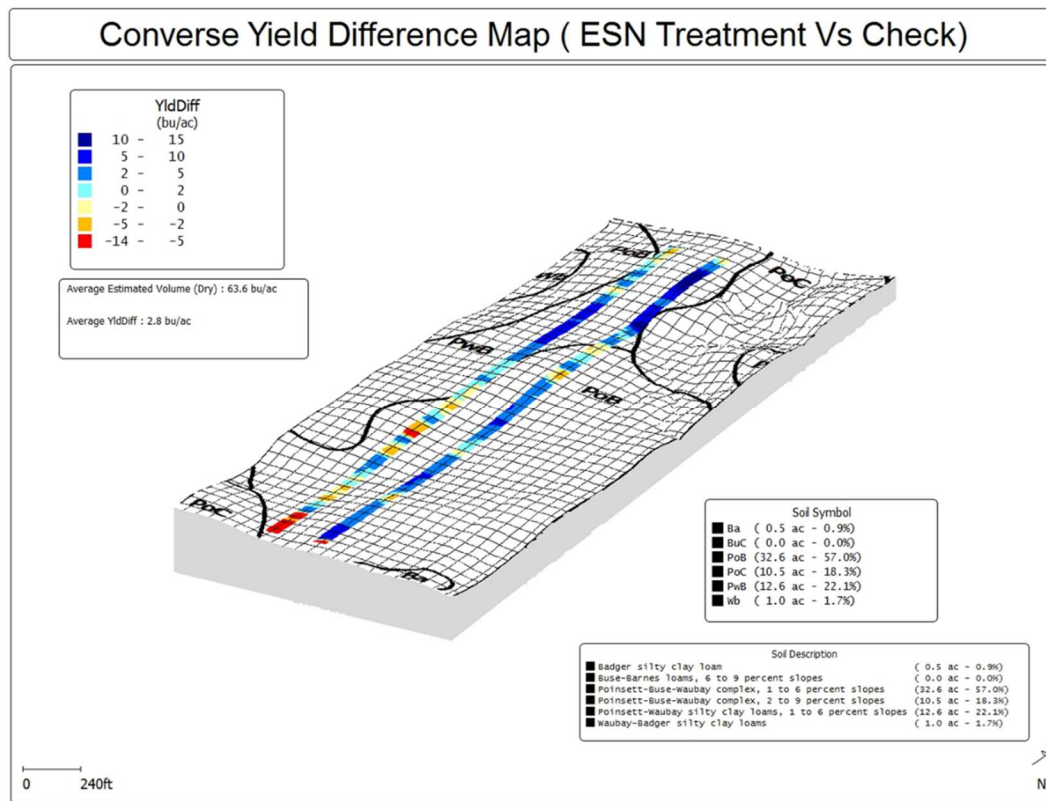 Converse Yield Difference Map ( ESN Treatment Vs Check)
YldDiff
(bu/ac)
10 - 15
5 - 10
2 - 5
0 - 2
-2 - 0
-5 - -2
-14 - -5
Average Estimated Volume (Dry) : 63.6 bu/ac
Average YldDiff : 2.8 bu/ac
PoB
PoC
Wb
PwB
PoB
PoC
Ba
Soil Symbol
Ba ( 0.5 ac - 0.9%)
BuC ( 0.0 ac - 0.0%)
PoB (32.6 ac - 57.0%)
PoC (10.5 ac - 18.3%)
PwB (12.6 ac - 22.1%)
Wb ( 1.0 ac - 1.7%)
Soil Description
Badger silty clay loam ( 0.5 ac - 0.9%)
Buse-Barnes loams, 6 to 9 percent slopes ( 0.0 ac - 0.0%)
Poinsett-Buse-Waubay complex, 1 to 6 percent slopes (32.6 ac - 57.0%)
Poinsett-Buse-Waubay complex, 2 to 9 percent slopes (10.5 ac - 18.3%)
Poinsett-Waubay silty clay loams, 1 to 6 percent slopes (12.6 ac - 22.1%)
Waubay-Badger silty clay loams ( 1.0 ac - 1.7%)
0 240ft
N